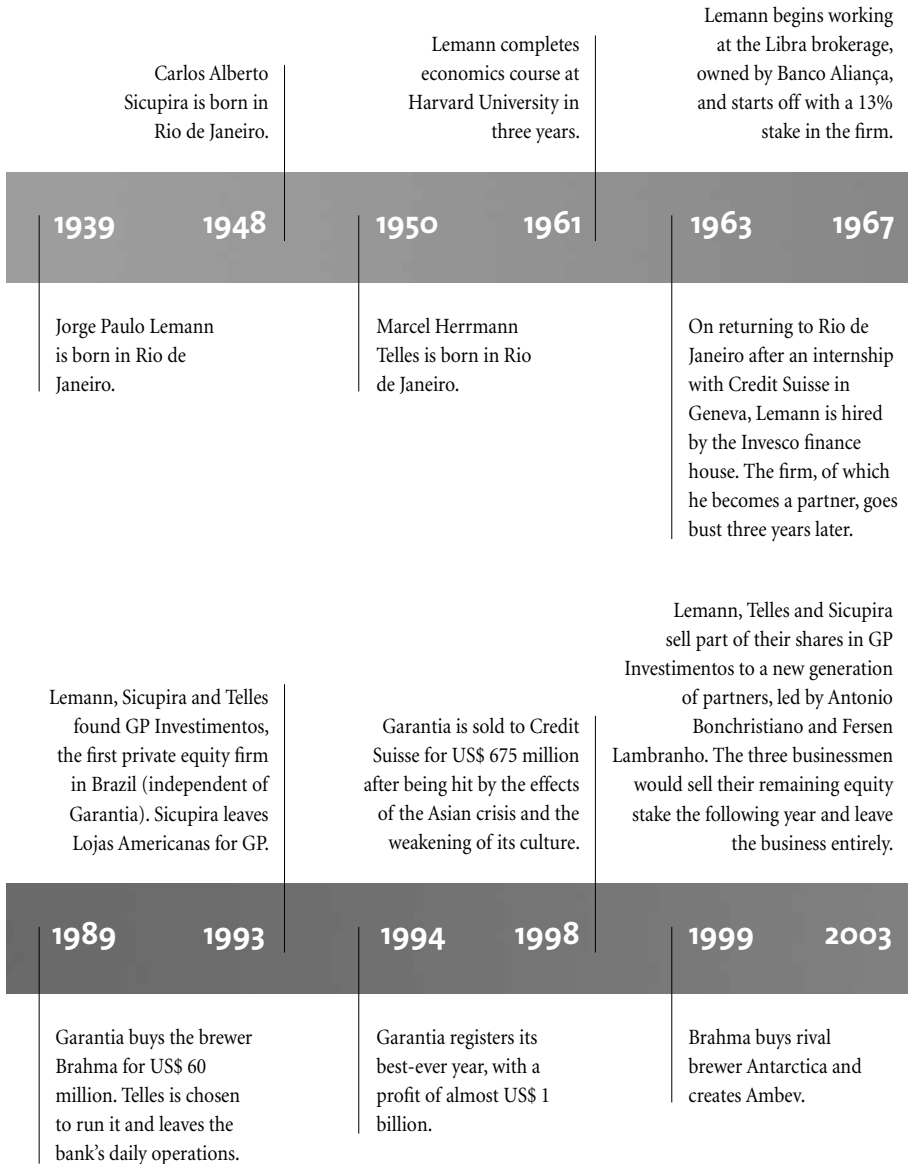 Carlos Alberto
Sicupira is born in
Rio de Janeiro.
Lemann completes
economics course at
Harvard University in
three years.
Lemann begins working
at the Libra brokerage,
owned by Banco Aliança,
and starts off with a 13%
stake in the firm.
1939 1948 1950 1961 1963 1967
Jorge Paulo Lemann
is born in Rio de
Janeiro.
Marcel Herrmann
Telles is born in Rio
de Janeiro.
On returning to Rio de
Janeiro after an internship
with Credit Suisse in
Geneva, Lemann is hired
by the Invesco finance
house. The firm, of which
he becomes a partner, goes
bust three years later.
Lemann, Sicupira and Telles
found GP Investimentos,
the first private equity firm
in Brazil (independent of
Garantia). Sicupira leaves
Lojas Americanas for GP.
Garantia is sold to Credit
Suisse for US$ 675 million
after being hit by the effects
of the Asian crisis and the
weakening of its culture.
Lemann, Telles and Sicupira
sell part of their shares in GP
Investimentos to a new generation
of partners, led by Antonio
Bonchristiano and Fersen
Lambranho. The three businessmen
would sell their remaining equity
stake the following year and leave
the business entirely.
1989 1993 1994 1998 1999 2003
Garantia buys the brewer
Brahma for US$ 60
million. Telles is chosen
to run it and leaves the
bank's daily operations.
Garantia registers its
best-ever year, with a
profit of almost US$ 1
billion.
Brahma buys rival
brewer Antarctica and
creates Ambev.